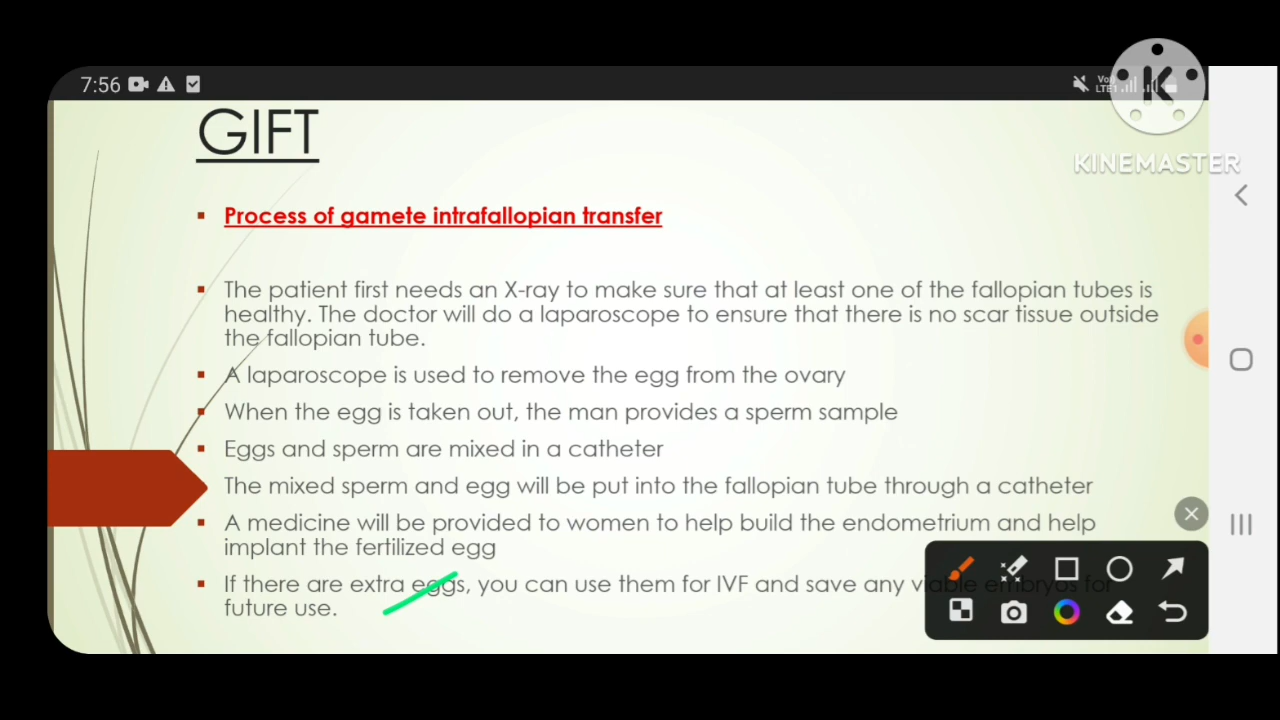 7:56
Vo)
LTE1
K
KINEMASTER
GIFT
Process of gamete intrafallopian transfer
The patient first needs an X-ray to make sure that at least one of the fallopian tubes is
healthy. The doctor will do a laparoscope to ensure that there is no scar tissue outside
the fallopian tube.
A laparoscope is used to remove the egg from the ovary
When the egg is taken out, the man provides a sperm sample
Eggs and sperm are mixed in a catheter
The mixed sperm and egg will be put into the fallopian tube through a catheter
A medicine will be provided to women to help build the endometrium and help
implant the fertilized egg
If there are extra eggs, you can use them for IVF and save any viable embryos for
future use.